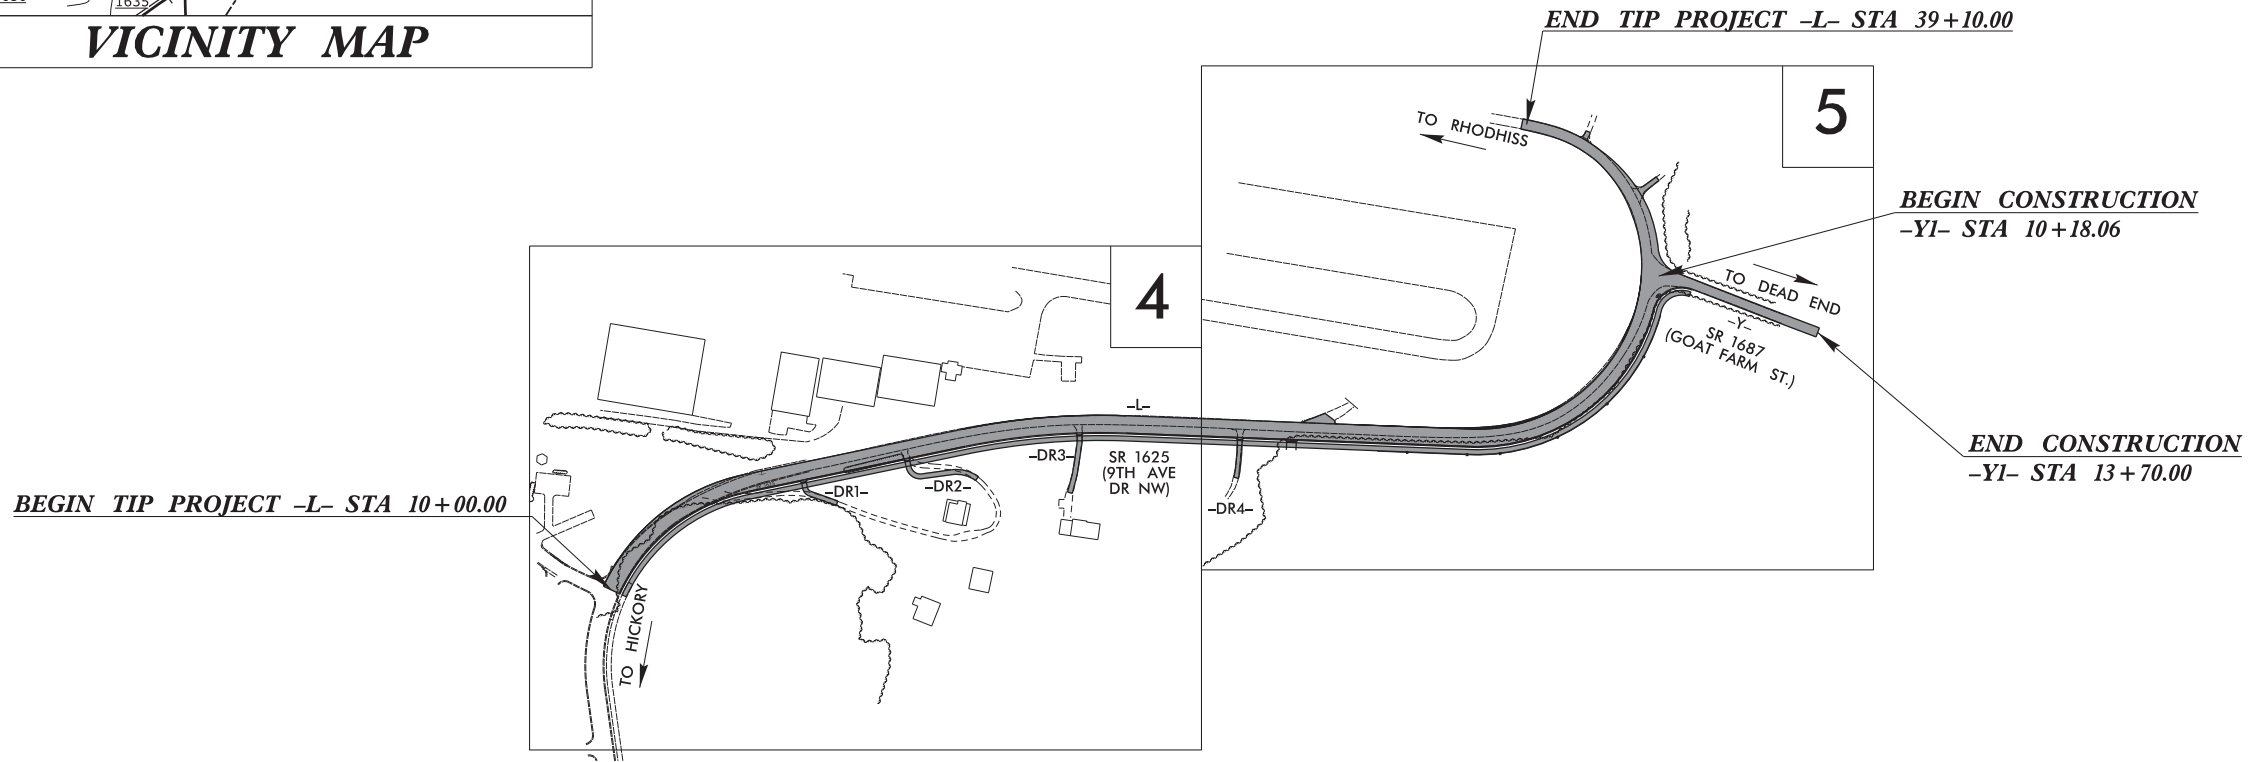 1635
VICINITY MAP
END TIP PROJECT –L– STA 39+10.00
5
TO RHODHISS
BEGIN CONSTRUCTION
–Y1– STA 10+18.06
TO DEAD END
–Y–
SR 1687
(GOAT FARM ST.)
4
–L–
–DR3–
SR 1625
(9TH AVE
DR NW)
END CONSTRUCTION
–Y1– STA 13+70.00
–DR1–
–DR2–
–DR4–
BEGIN TIP PROJECT –L– STA 10+00.00
TO HICKORY